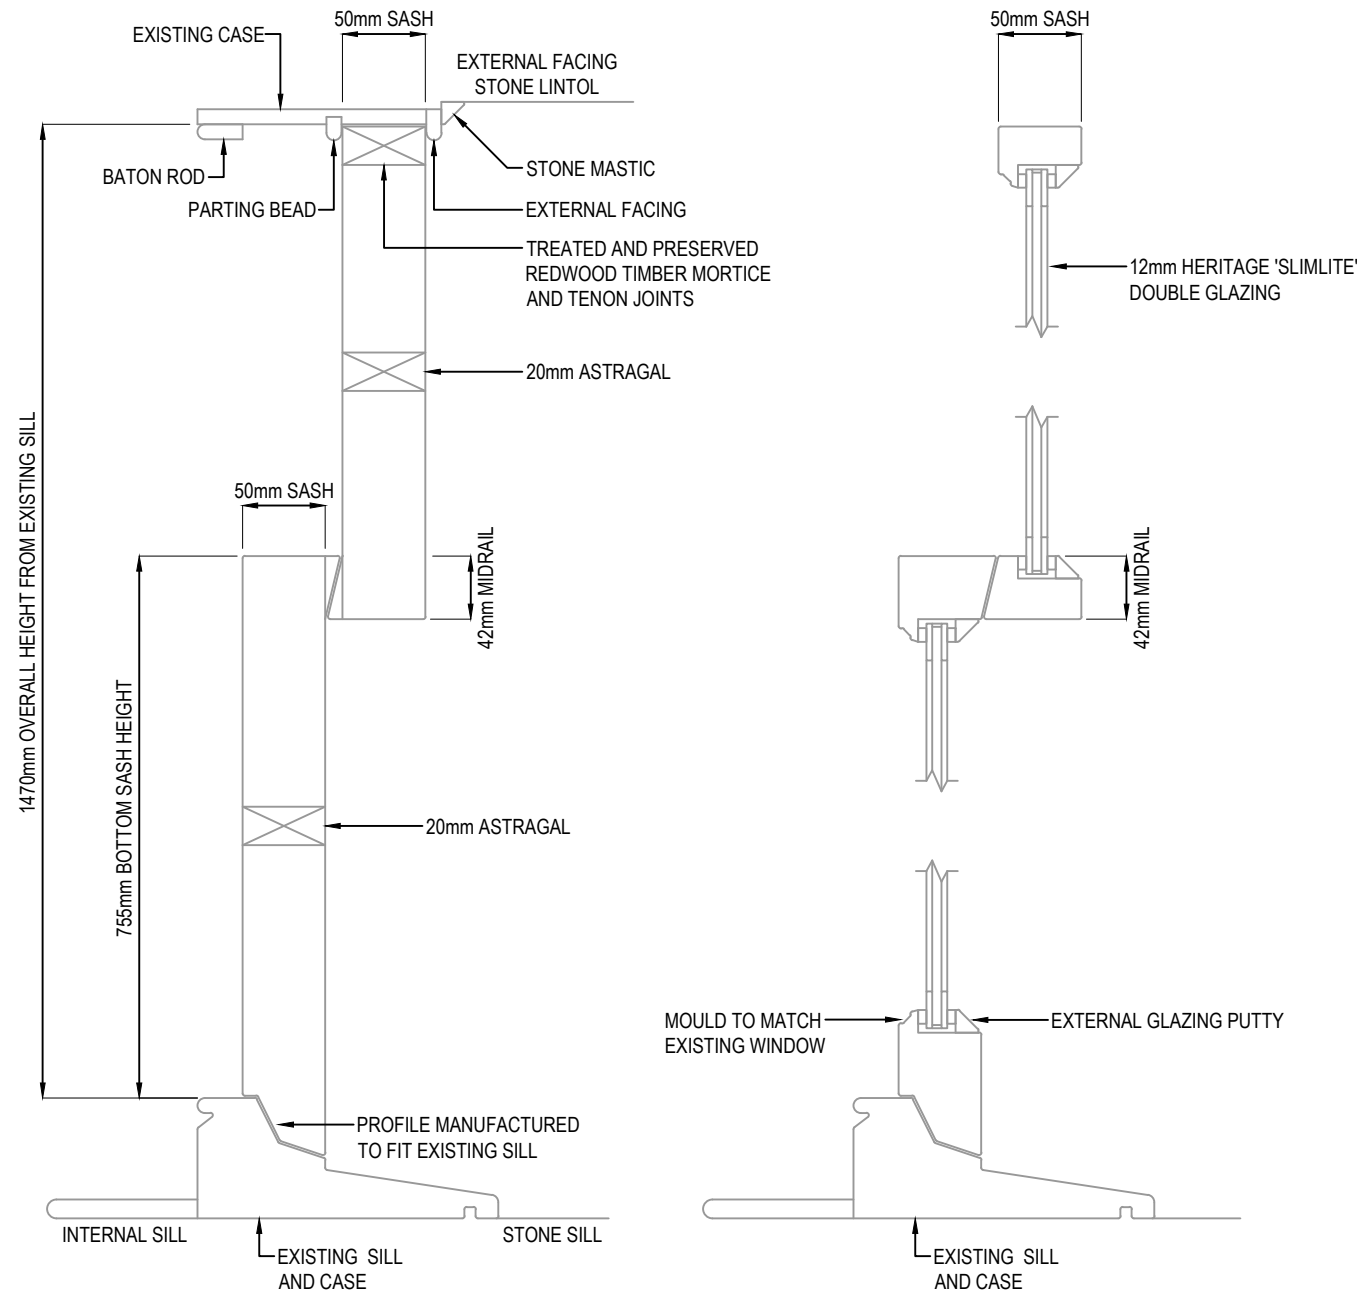 50mm SASH
EXISTING CASE
EXTERNAL FACING
STONE LINTOL
BATON ROD
STONE MASTIC
PARTING BEAD
EXTERNAL FACING
TREATED AND PRESERVED
REDWOOD TIMBER MORTICE
AND TENON JOINTS
20mm ASTRAGAL
50mm SASH
42mm MIDRAIL
1470mm OVERALL HEIGHT FROM EXISTING SILL
755mm BOTTOM SASH HEIGHT
20mm ASTRAGAL
PROFILE MANUFACTURED
TO FIT EXISTING SILL
INTERNAL SILL
STONE SILL
EXISTING SILL
AND CASE
50mm SASH
12mm HERITAGE 'SLIMLITE'
DOUBLE GLAZING
42mm MIDRAIL
MOULD TO MATCH
EXISTING WINDOW
EXTERNAL GLAZING PUTTY
EXISTING SILL
AND CASE